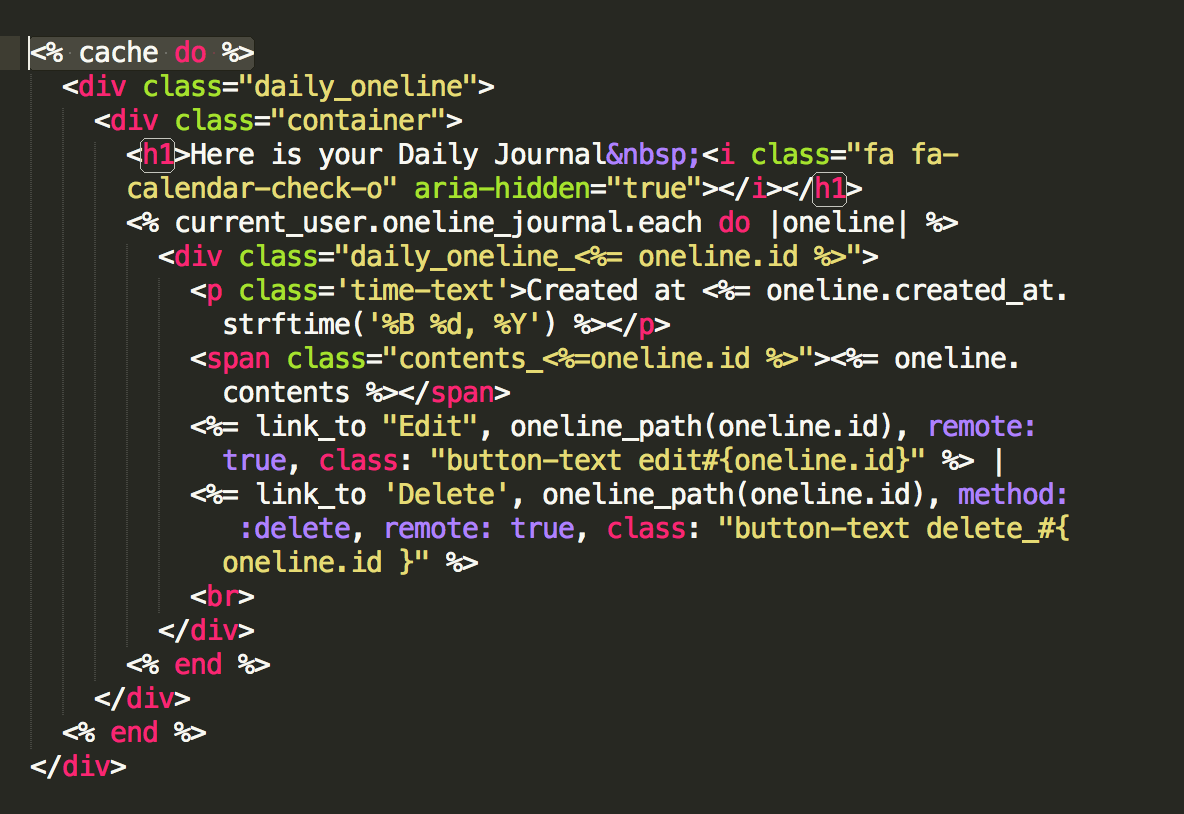 <% cache do %>
<div class="daily_oneline">
<div class="container">
<h1>Here is your Daily Journal&nbsp;<i class="fa fa-
calendar-check-o" aria-hidden="true"></i></h1>
<% current_user.oneline_journal.each do |oneline| %>
<div class="daily_oneline_<%= oneline.id %>">
<p class='time-text'>Created at <%= oneline.created_at.
strftime('%B %d, %Y') %></p>
<span class="contents_<%=oneline.id %>"><%= oneline.
contents %></span>
<%= link_to "Edit", oneline_path(oneline.id), remote:
true, class: "button-text edit#{oneline.id}" %> |
<%= link_to 'Delete', oneline_path(oneline.id), method:
:delete, remote: true, class: "button-text delete_#{
oneline.id }" %>
<br>
</div>
<% end %>
</div>
<% end %>
</div>